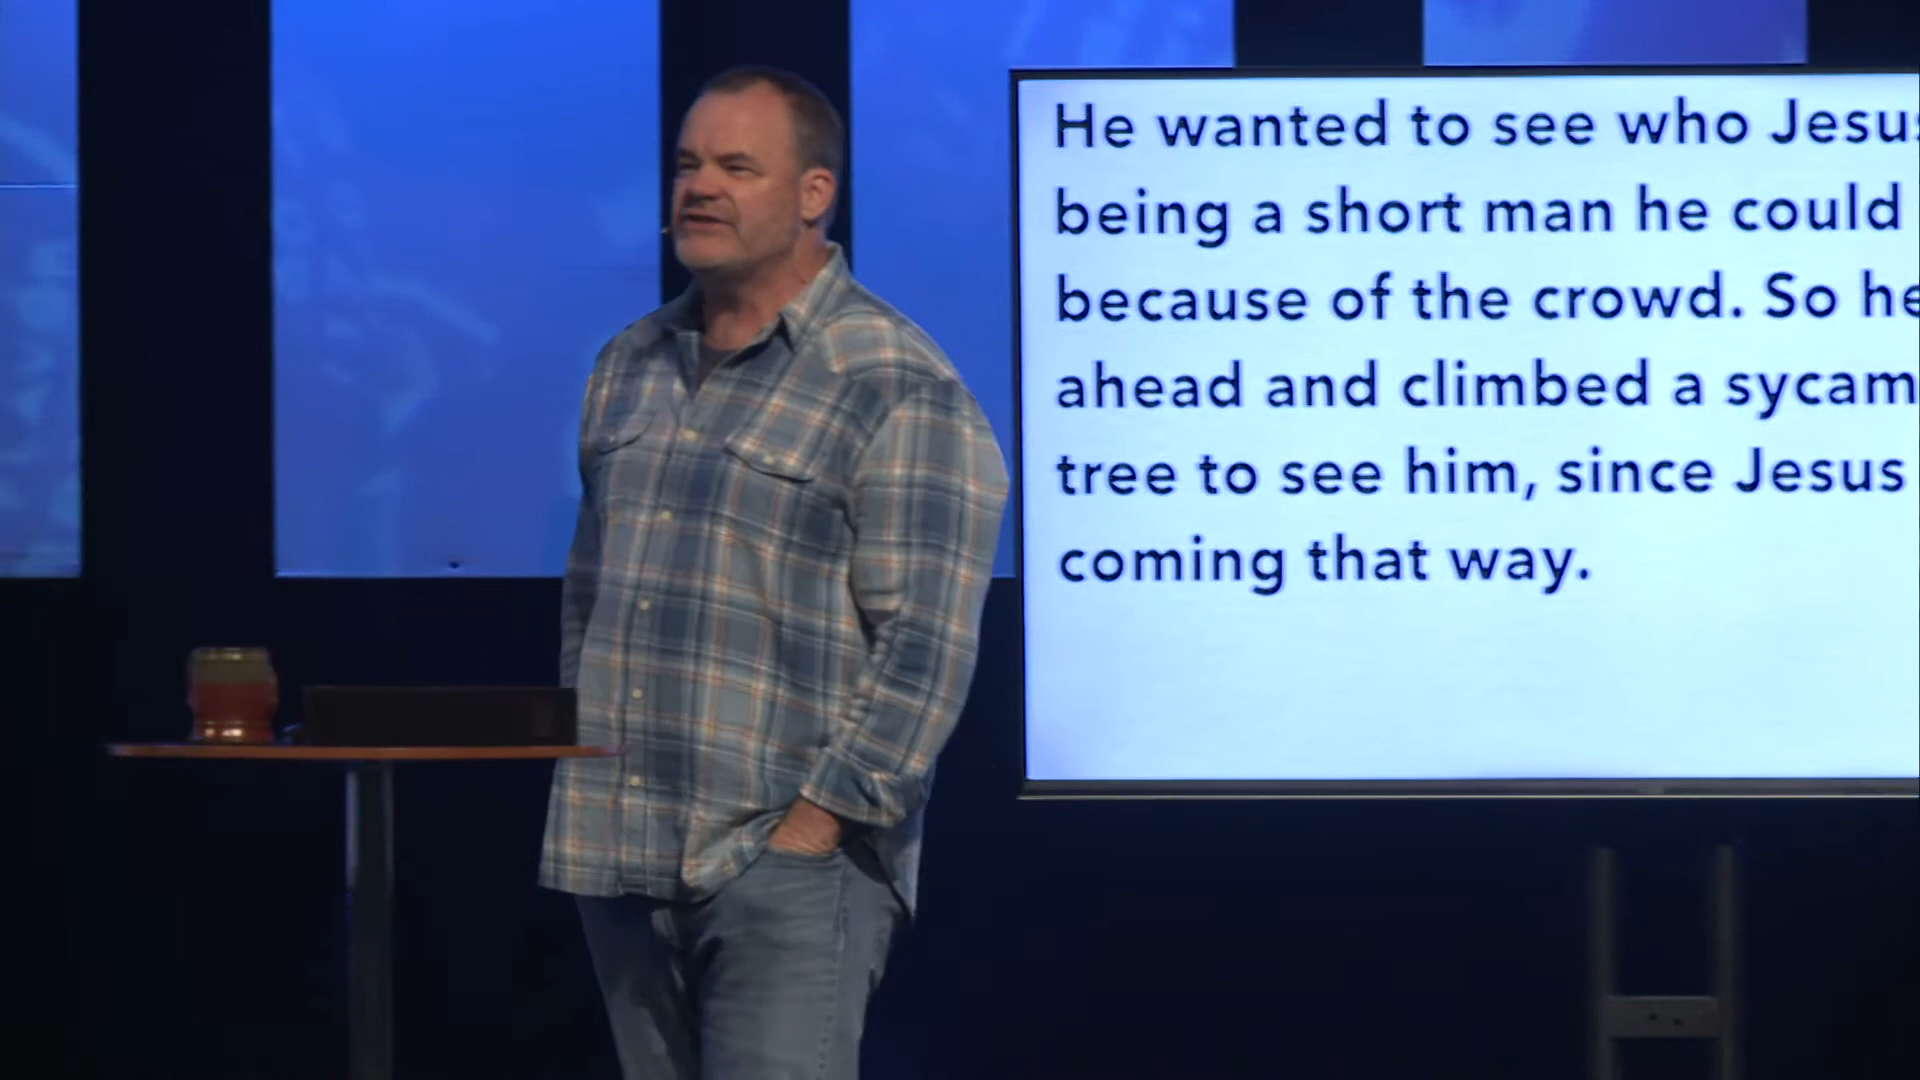 He wanted to see who Jesus
being a short man he could
because of the crowd. So he
ahead and climbed a sycam
tree to see him, since Jesus
coming that way.